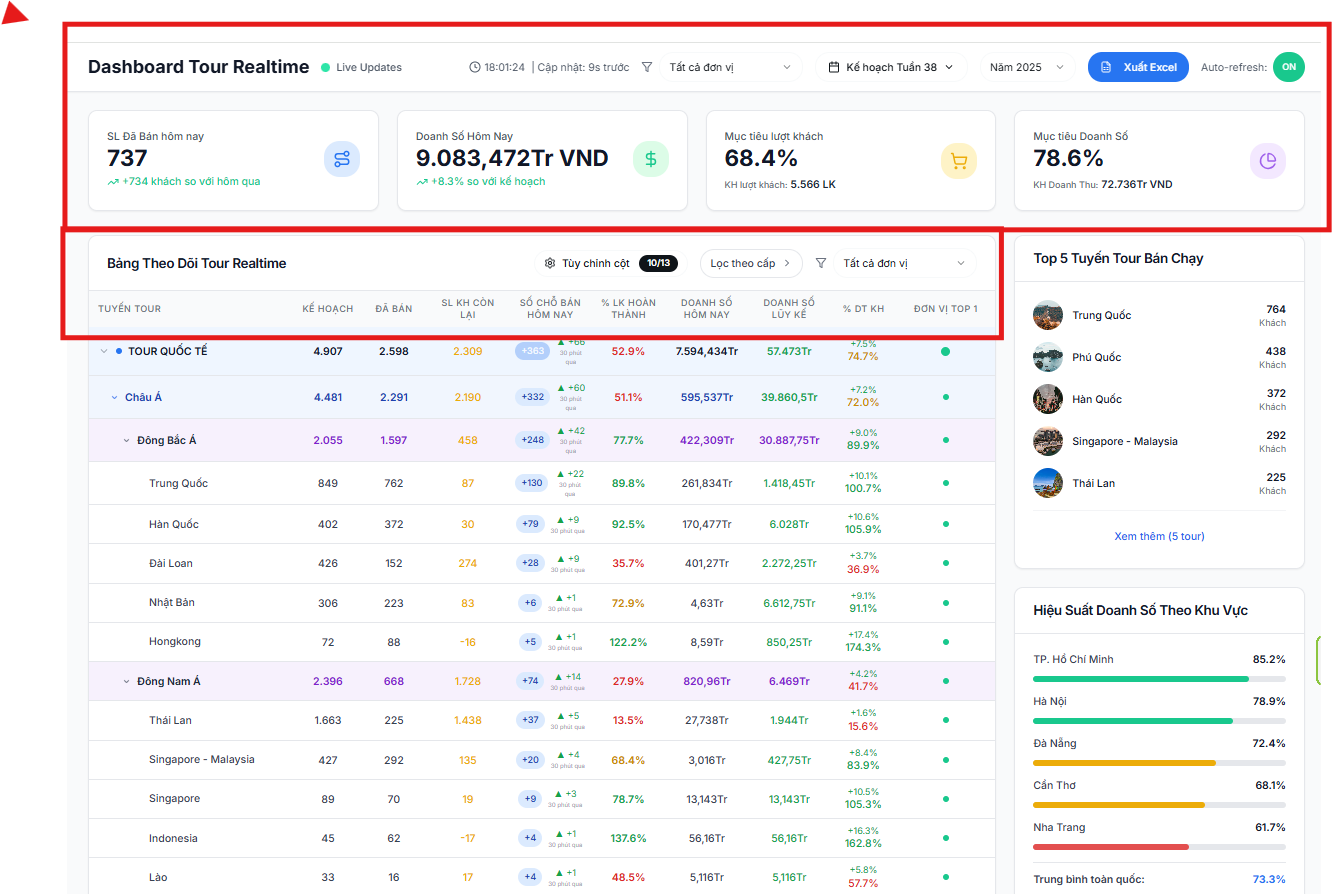 Dashboard Tour Realtime Live Updates 18:01:24 | Cập nhật: 9s trước Tất cả đơn vị Kế hoạch Tuần 38 Năm 2025 Xuất Excel Auto-refresh: ON
SL Đã Bán hôm nay
737
+734 khách so với hôm qua
Doanh Số Hôm Nay
9.083,472Tr VND
+8.3% so với kế hoạch
Mục tiêu lượt khách
68.4%
KH lượt khách: 5.566 LK
Mục tiêu Doanh Số
78.6%
KH Doanh Thu: 72.736Tr VND
Bảng Theo Dõi Tour Realtime Tùy chỉnh cột 10/13 Lọc theo cấp Tất cả đơn vị
TUYẾN TOUR KẾ HOẠCH ĐÃ BÁN SL KH CÒN LẠI SỐ CHỖ BÁN HÔM NAY % LK HOÀN THÀNH DOANH SỐ HÔM NAY DOANH SỐ LŨY KẾ % DT KH ĐƠN VỊ TOP 1
TOUR QUỐC TẾ 4.907 2.598 2.309 +363 ▲ +66 30 phút qua 52.9% 7.594,434Tr 57.473Tr +7.5% 74.7%
Châu Á 4.481 2.291 2.190 +332 ▲ +60 30 phút qua 51.1% 595,537Tr 39.860,5Tr +7.2% 72.0%
Đông Bắc Á 2.055 1.597 458 +248 ▲ +42 30 phút qua 77.7% 422,309Tr 30.887,75Tr +9.0% 89.9%
Trung Quốc 849 762 87 +130 ▲ +22 30 phút qua 89.8% 261,834Tr 1.418,45Tr +10.1% 100.7%
Hàn Quốc 402 372 30 +79 ▲ +9 30 phút qua 92.5% 170,477Tr 6.028Tr +10.6% 105.9%
Đài Loan 426 152 274 +28 ▲ +9 30 phút qua 35.7% 401,27Tr 2.272,25Tr +3.7% 36.9%
Nhật Bản 306 223 83 +6 ▲ +1 30 phút qua 72.9% 4,63Tr 6.612,75Tr +9.1% 91.1%
Hongkong 72 88 -16 +5 ▲ +1 30 phút qua 122.2% 8,59Tr 850,25Tr +17.4% 174.3%
Đông Nam Á 2.396 668 1.728 +74 ▲ +14 30 phút qua 27.9% 820,96Tr 6.469Tr +4.2% 41.7%
Thái Lan 1.663 225 1.438 +37 ▲ +5 30 phút qua 13.5% 27,738Tr 1.944Tr +1.6% 15.6%
Singapore - Malaysia 427 292 135 +20 ▲ +4 30 phút qua 68.4% 3,016Tr 427,75Tr +8.4% 83.9%
Singapore 89 70 19 +9 ▲ +3 30 phút qua 78.7% 13,143Tr 13,143Tr +10.5% 105.3%
Indonesia 45 62 -17 +4 ▲ +1 30 phút qua 137.6% 56,16Tr 56,16Tr +16.3% 162.8%
Lào 33 16 17 +4 ▲ +1 30 phút qua 48.5% 5,116Tr 5,116Tr +5.8% 57.7%
Top 5 Tuyến Tour Bán Chạy
Trung Quốc 764 Khách
Phú Quốc 438 Khách
Hàn Quốc 372 Khách
Singapore - Malaysia 292 Khách
Thái Lan 225 Khách
Xem thêm (5 tour)
Hiệu Suất Doanh Số Theo Khu Vực
TP. Hồ Chí Minh 85.2%
Hà Nội 78.9%
Đà Nẵng 72.4%
Cần Thơ 68.1%
Nha Trang 61.7%
Trung bình toàn quốc: 73.3%